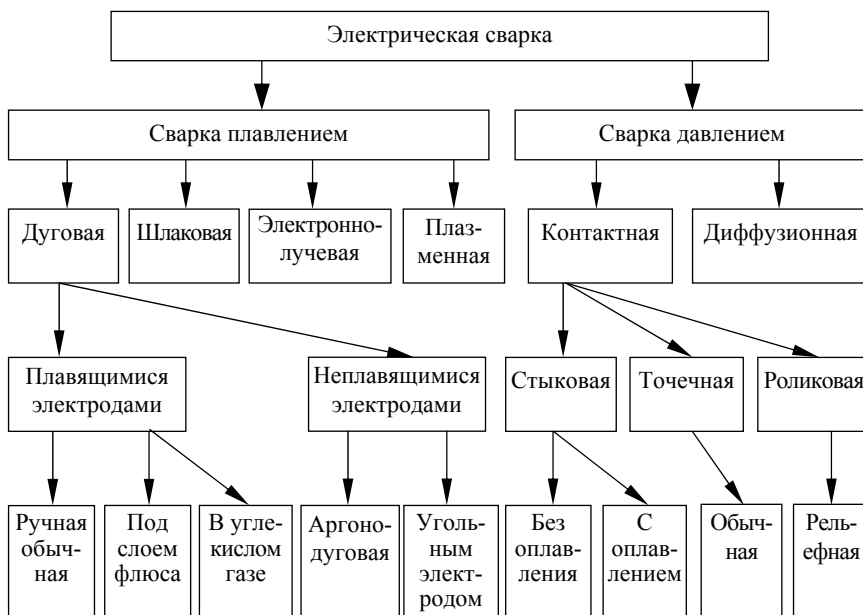 Электрическая сварка
Сварка плавлением
Сварка давлением
Дуговая
Шлаковая
Электронно-
лучевая
Плаз-
менная
Контактная
Диффузионная
Плавящимися
электродами
Неплавящимися
электродами
Стыковая
Точечная
Роликовая
Ручная
обыч-
ная
Под
слоем
флюса
В угле-
кислом
газе
Аргоно-
дуговая
Уголь-
ным элект-
родом
Без
оплав-
ления
С
оплав-
лением
Обыч-
ная
Рель-
ефная